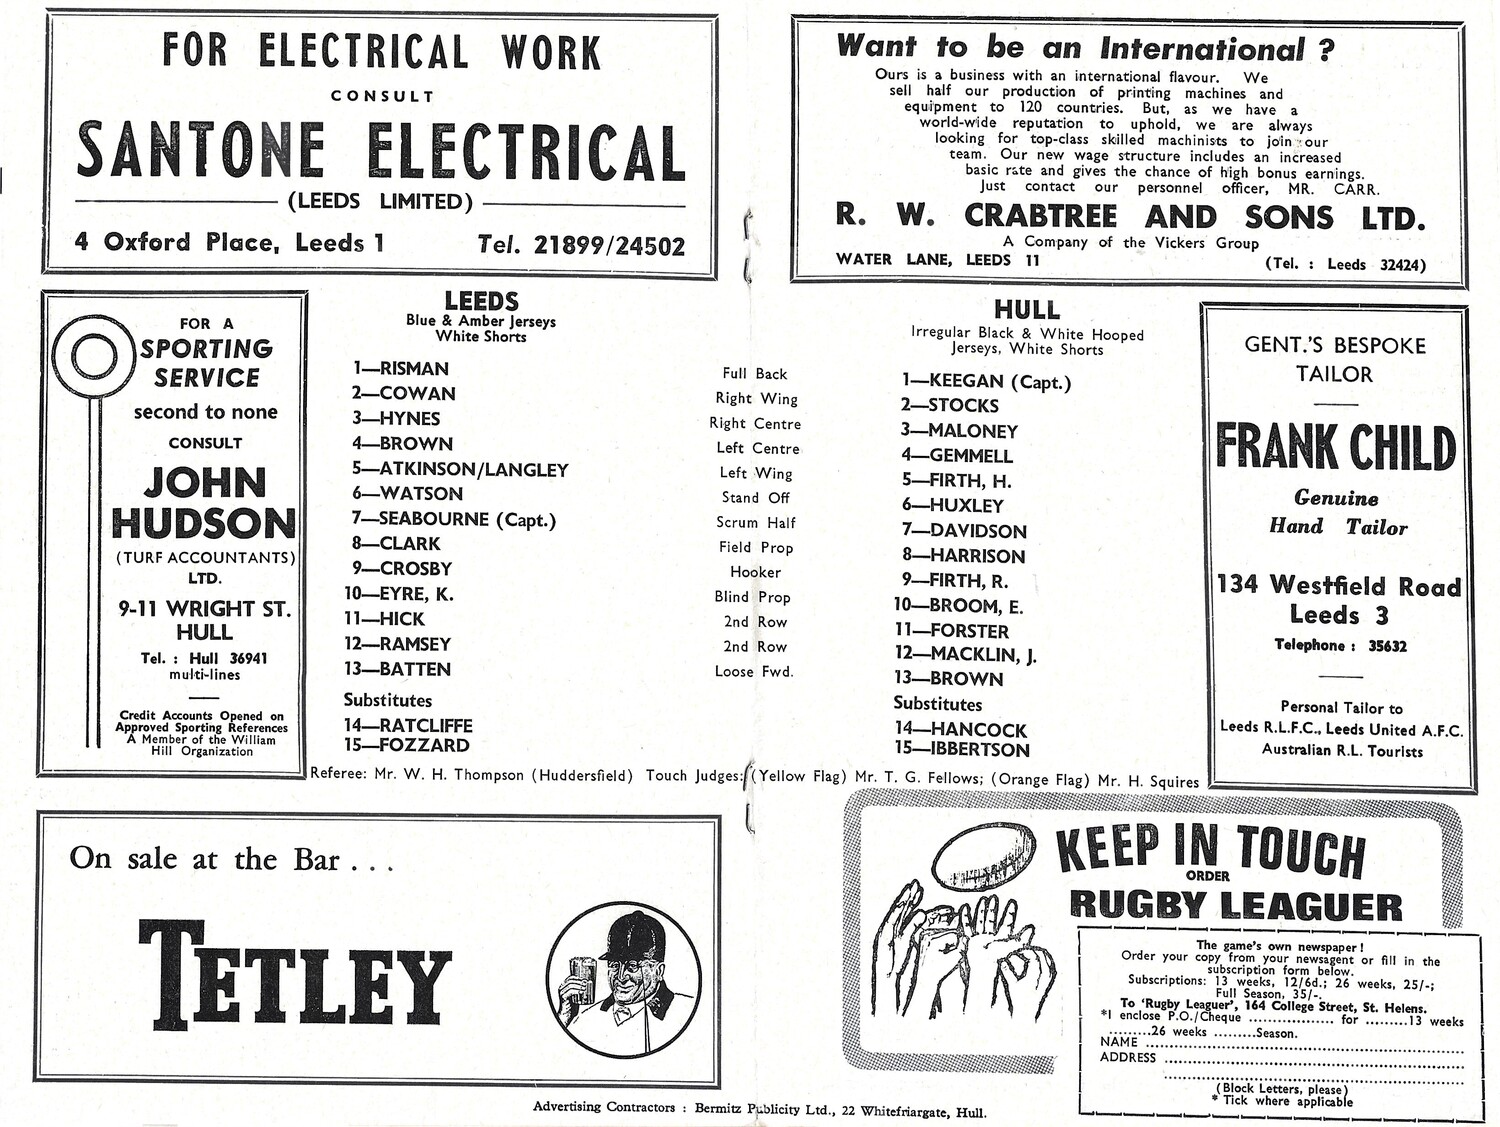 FOR ELECTRICAL WORK
CONSULT
SANTONE ELECTRICAL
(LEEDS LIMITED)
4 Oxford Place, Leeds 1 Tel. 21899/24502
Want to be an International ?
Ours is a business with an international flavour. We
sell half our production of printing machines and
equipment to 120 countries. But, as we have a
world-wide reputation to uphold, we are always
looking for top-class skilled machinists to join our
team. Our new wage structure includes an increased
basic rate and gives the chance of high bonus earnings.
Just contact our personnel officer, MR. CARR.
R. W. CRABTREE AND SONS LTD.
A Company of the Vickers Group
WATER LANE, LEEDS 11 (Tel. : Leeds 32424)
FOR A
SPORTING
SERVICE
second to none
CONSULT
JOHN
HUDSON
(TURF ACCOUNTANTS)
LTD.
9-11 WRIGHT ST.
HULL
Tel. : Hull 36941
multi-lines
Credit Accounts Opened on
Approved Sporting References
A Member of the William
Hill Organization
LEEDS
Blue & Amber Jerseys
White Shorts
1—RISMAN
2—COWAN
3—HYNES
4—BROWN
5—ATKINSON/LANGLEY
6—WATSON
7—SEABOURNE (Capt.)
8—CLARK
9—CROSBY
10—EYRE, K.
11—HICK
12—RAMSEY
13—BATTEN
Substitutes
14—RATCLIFFE
15—FOZZARD
Full Back
Right Wing
Right Centre
Left Centre
Left Wing
Stand Off
Scrum Half
Field Prop
Hooker
Blind Prop
2nd Row
2nd Row
Loose Fwd.
HULL
Irregular Black & White Hooped
Jerseys, White Shorts
1—KEEGAN (Capt.)
2—STOCKS
3—MALONEY
4—GEMMELL
5—FIRTH, H.
6—HUXLEY
7—DAVIDSON
8—HARRISON
9—FIRTH, R.
10—BROOM, E.
11—FORSTER
12—MACKLIN, J.
13—BROWN
Substitutes
14—HANCOCK
15—IBBERTSON
Referee: Mr. W. H. Thompson (Huddersfield) Touch Judges: (Yellow Flag) Mr. T. G. Fellows; (Orange Flag) Mr. H. Squires
GENT.'S BESPOKE
TAILOR
FRANK CHILD
Genuine
Hand Tailor
134 Westfield Road
Leeds 3
Telephone : 35632
Personal Tailor to
Leeds R.L.F.C., Leeds United A.F.C.
Australian R.L. Tourists
On sale at the Bar . . .
TETLEY
KEEP IN TOUCH
ORDER
RUGBY LEAGUER
The game's own newspaper !
Order your copy from your newsagent or fill in the
subscription form below.
Subscriptions: 13 weeks, 12/6d.; 26 weeks, 25/-;
Full Season, 35/-.
To 'Rugby Leaguer', 164 College Street, St. Helens.
*I enclose P.O./Cheque .................. for .........13 weeks
.........26 weeks .........Season.
NAME ..................................................
ADDRESS ..................................................
..................................................
(Block Letters, please)
* Tick where applicable
Advertising Contractors : Bermitz Publicity Ltd., 22 Whitefriargate, Hull.